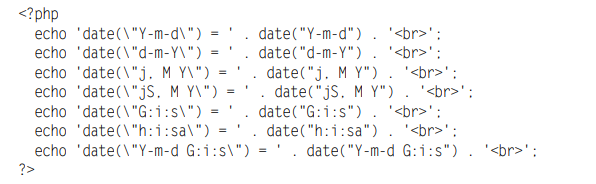 <?php
  echo 'date(\"Y-m-d\") = ' . date("Y-m-d") . '<br>';
  echo 'date(\"d-m-Y\") = ' . date("d-m-Y") . '<br>';
  echo 'date(\"j. M Y\") = ' . date("j. M Y") . '<br>';
  echo 'date(\"jS. M Y\") = ' . date("jS. M Y") . '<br>';
  echo 'date(\"G:i:s\") = ' . date("G:i:s") . '<br>';
  echo 'date(\"h:i:sa\") = ' . date("h:i:sa") . '<br>';
  echo 'date(\"Y-m-d G:i:s\") = ' . date("Y-m-d G:i:s") . '<br>';
?>